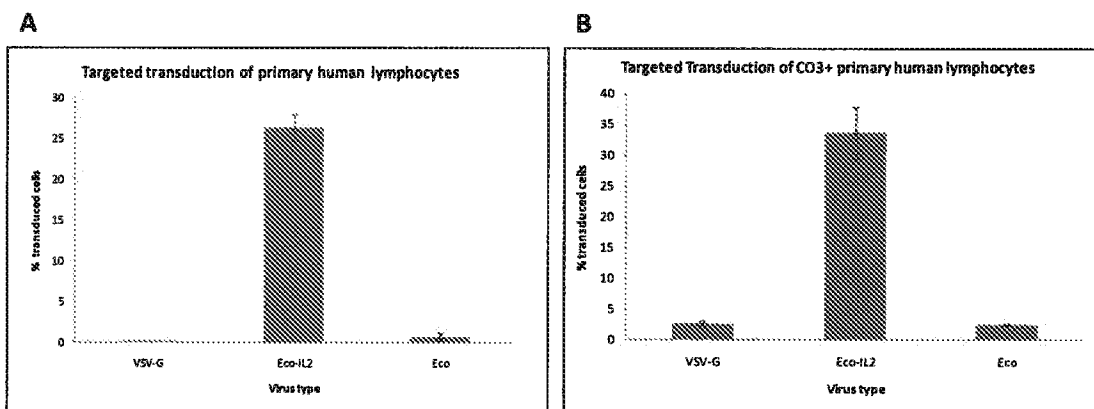 A
Targeted transduction of primary human lymphocytes
30
25
20
15
10
5
0
% transduced cells
VSV-G
Eco-IL2
Eco
Virus type
B
Targeted Transduction of CO3+ primary human lymphocytes
40
35
30
25
20
15
10
5
0
% transduced cells
VSV-G
Eco-IL2
Eco
Virus type